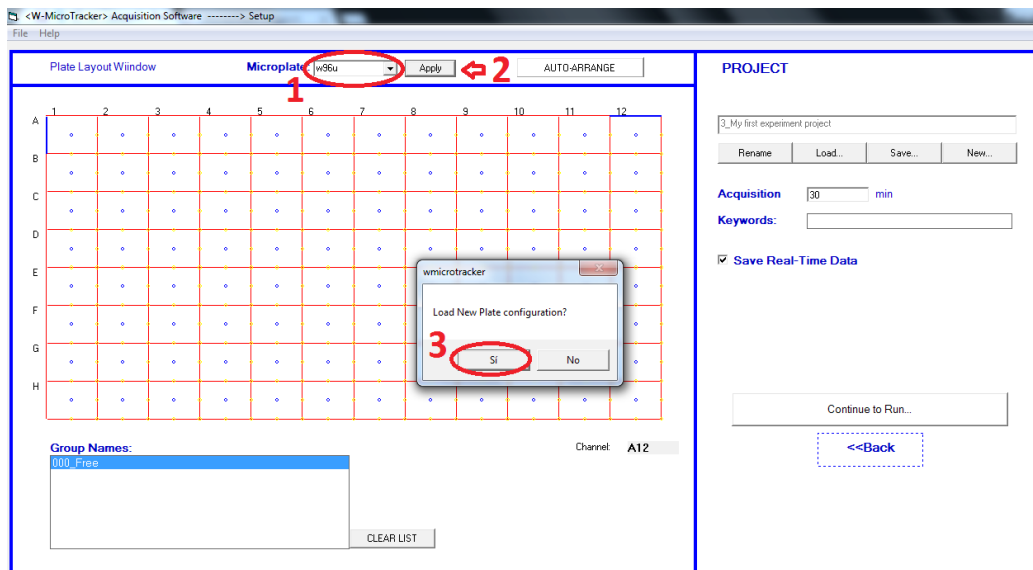 <W-MicroTracker> Acquisition Software --------> Setup
File Help
Plate Layout Wiindow
Microplate: w96u Apply 2 AUTO-ARRANGE
1
PROJECT
1 2 3 4 5 6 7 8 9 10 11 12
A
B
C
D
E
F
G
H
3_My first experiment project
Rename Load... Save... New...
Acquisition 30 min
Keywords:
Save Real-Time Data
wmicrotracker
Load New Plate configuration?
3 Sí No
Continue to Run...
<<Back
Group Names:
000_Free
Channel: A12
CLEAR LIST